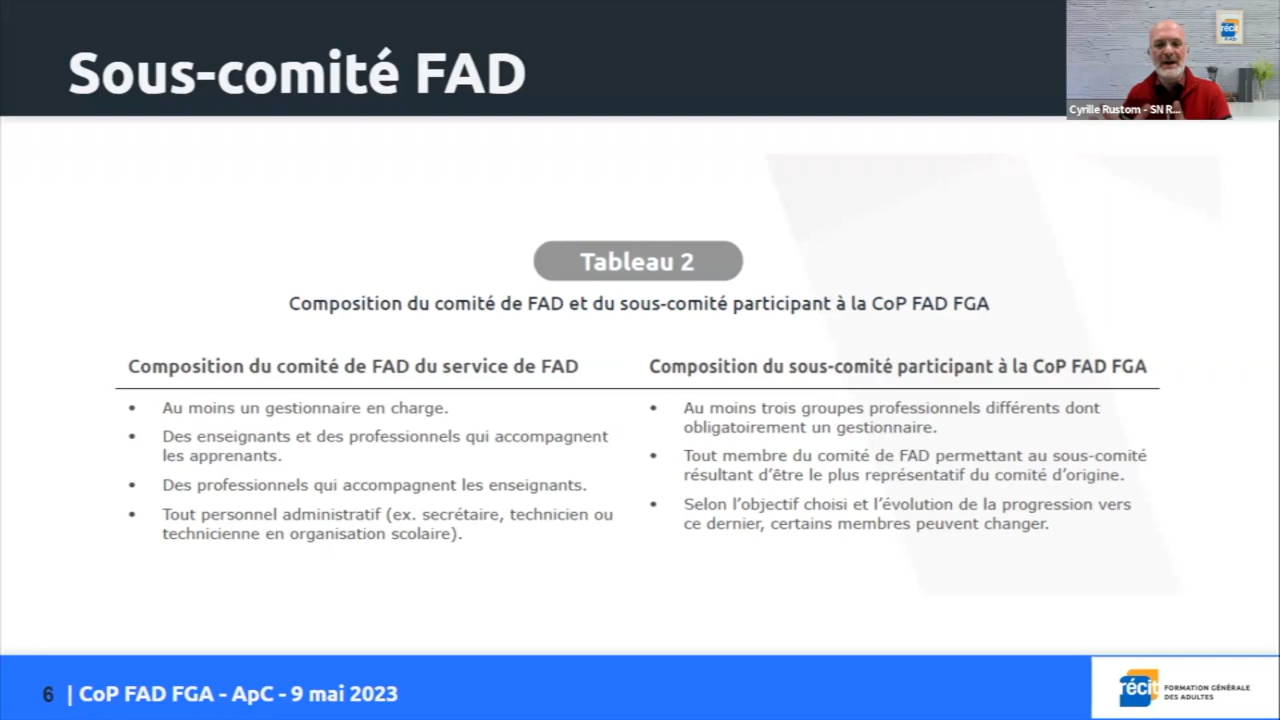 Sous-comité FAD
récit
Cyrille Rustom - SN R...
Tableau 2
Composition du comité de FAD et du sous-comité participant à la CoP FAD FGA
Composition du comité de FAD du service de FAD
• Au moins un gestionnaire en charge.
• Des enseignants et des professionnels qui accompagnent
les apprenants.
• Des professionnels qui accompagnent les enseignants.
• Tout personnel administratif (ex. secrétaire, technicien ou
technicienne en organisation scolaire).
Composition du sous-comité participant à la CoP FAD FGA
• Au moins trois groupes professionnels différents dont
obligatoirement un gestionnaire.
• Tout membre du comité de FAD permettant au sous-comité
résultant d’être le plus représentatif du comité d’origine.
• Selon l’objectif choisi et l’évolution de la progression vers
ce dernier, certains membres peuvent changer.
6 | CoP FAD FGA - ApC - 9 mai 2023
récit
FORMATION GÉNÉRALE
DES ADULTES